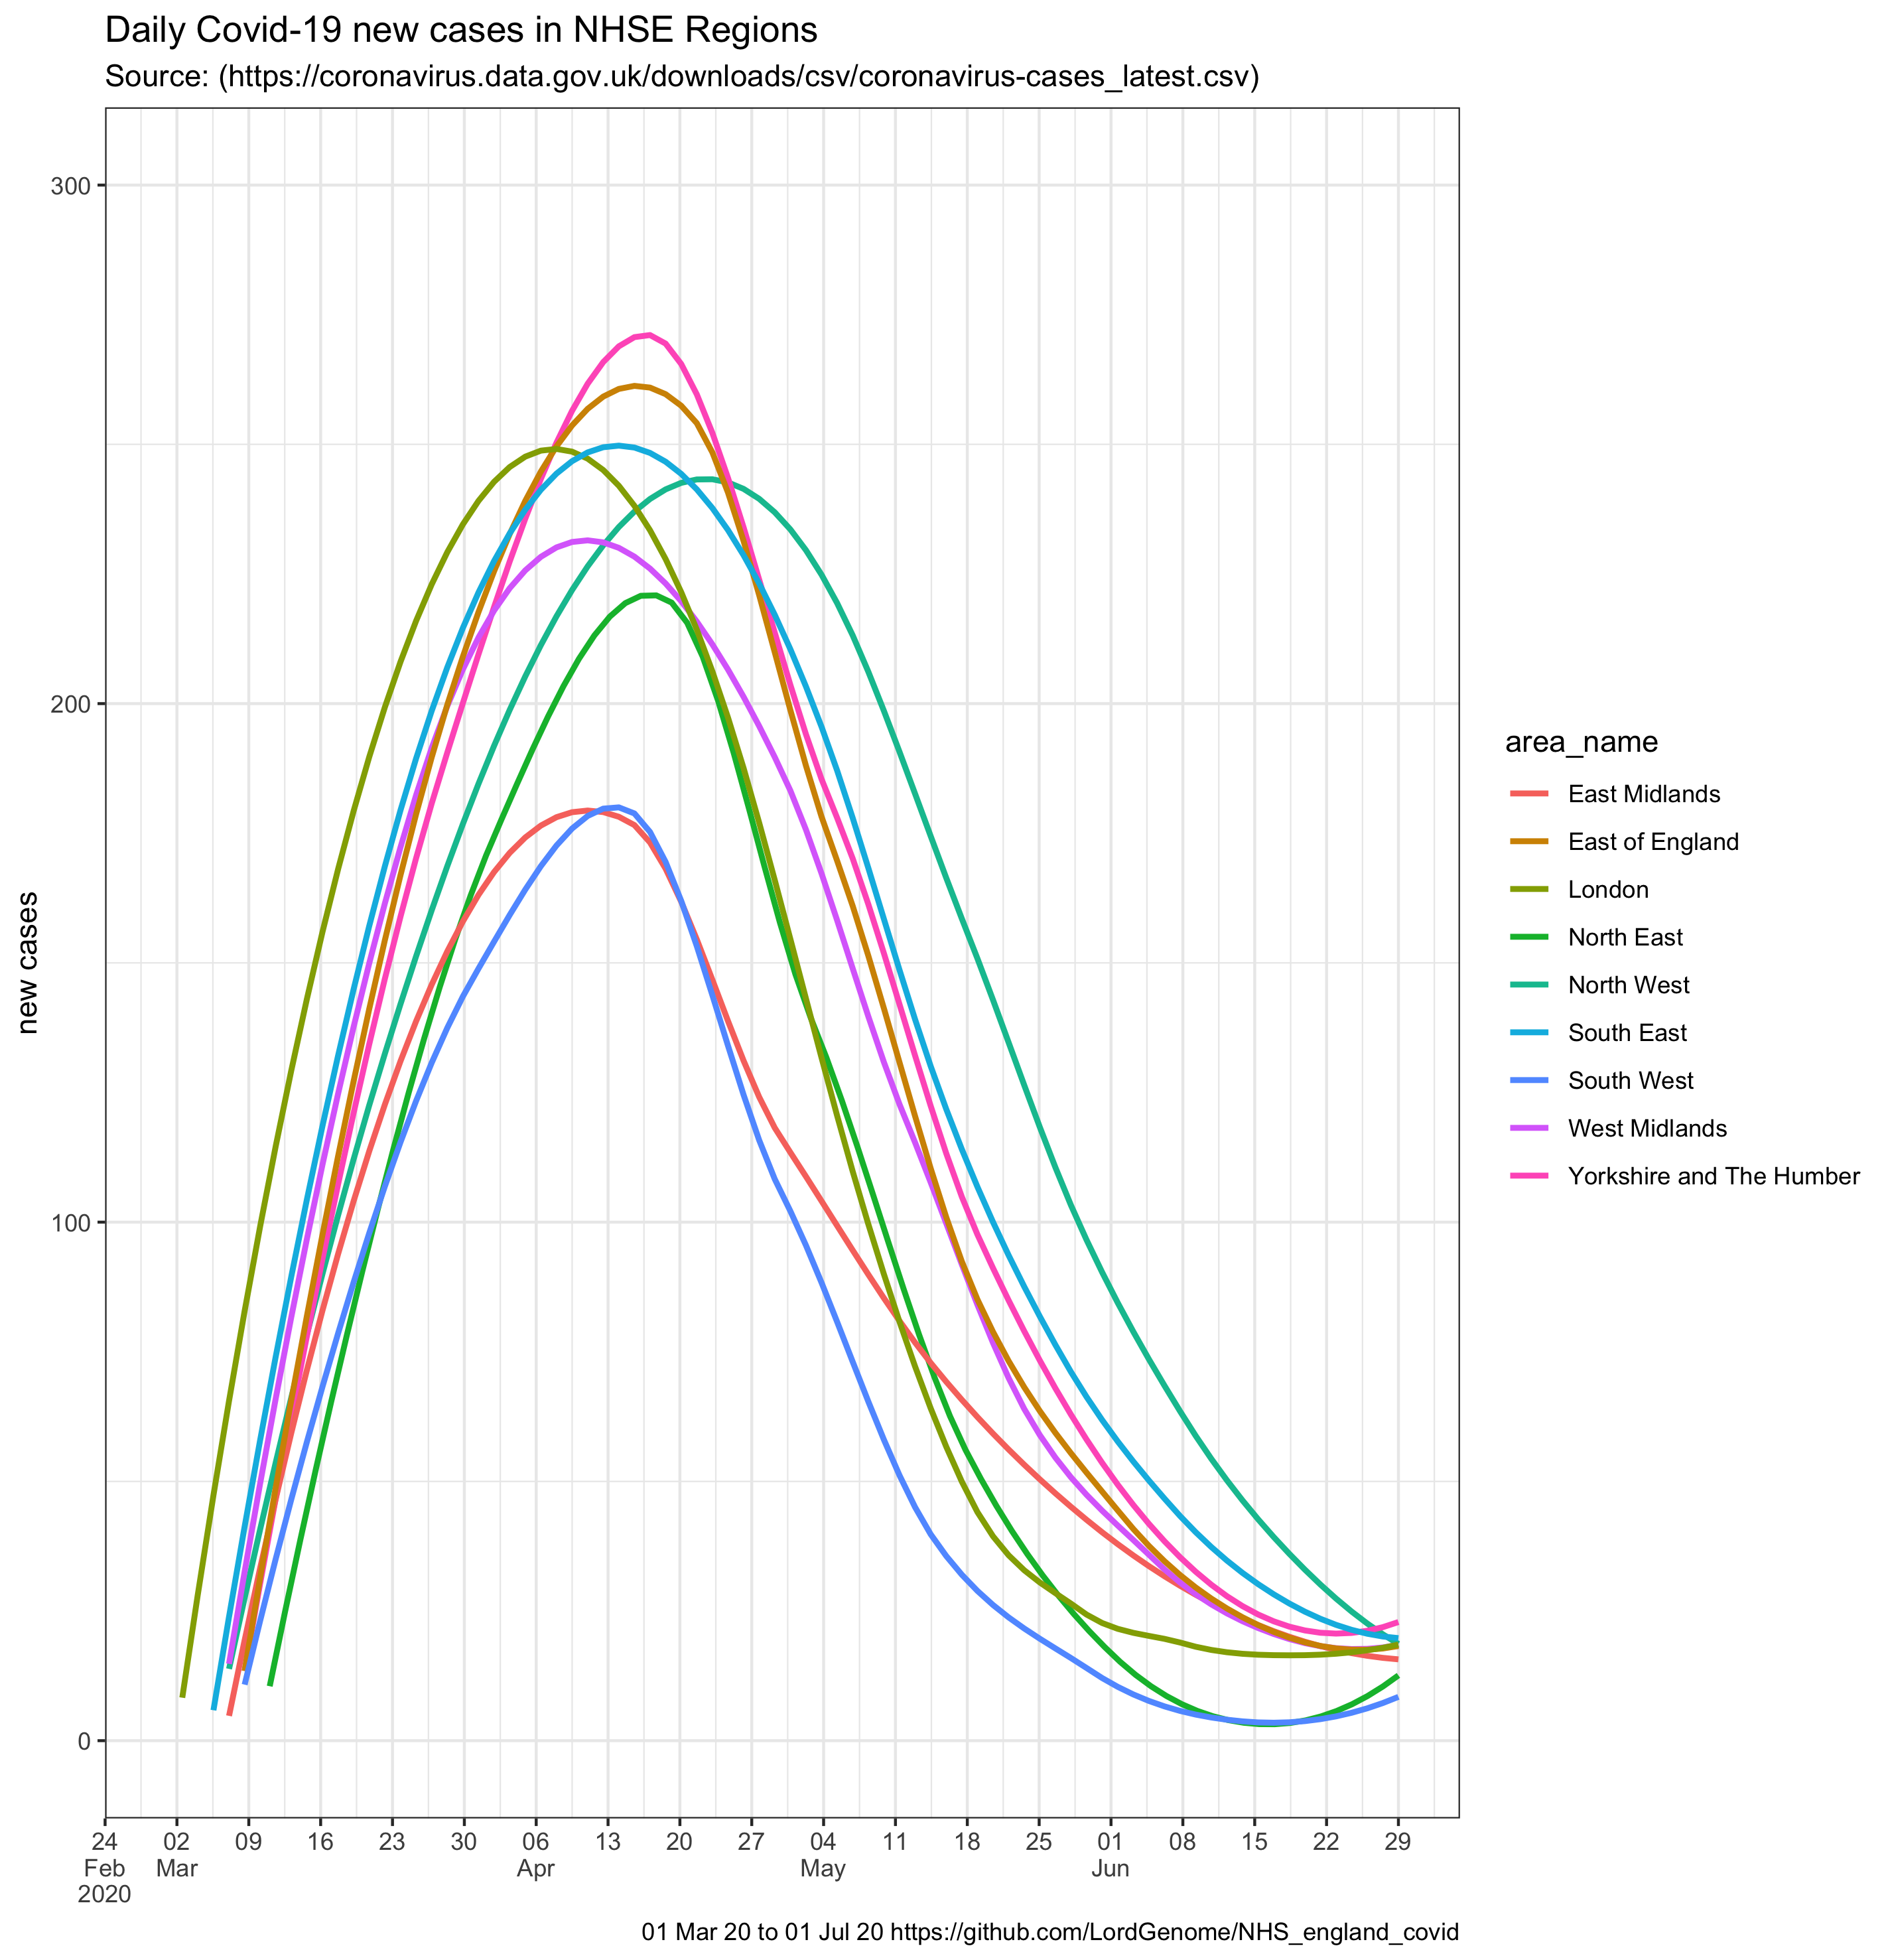 Daily Covid-19 new cases in NHSE Regions
Source: (https://coronavirus.data.gov.uk/downloads/csv/coronavirus-cases_latest.csv)
300
200
100
0
new cases
24 02 09 16 23 30 06 13 20 27 04 11 18 25 01 08 15 22 29
Feb Mar Apr May Jun
2020
area_name
East Midlands
East of England
London
North East
North West
South East
South West
West Midlands
Yorkshire and The Humber
01 Mar 20 to 01 Jul 20 https://github.com/LordGenome/NHS_england_covid